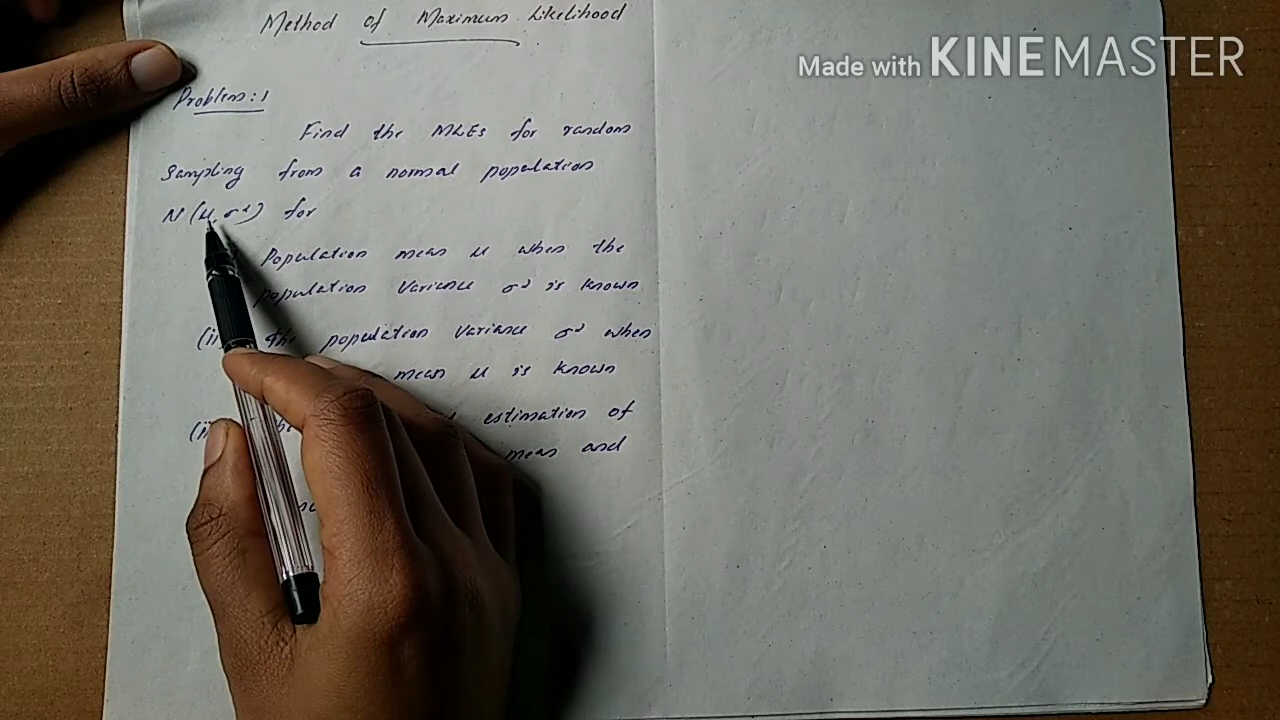 Method of Maximum Likelihood
Made with KINEMASTER
Problem: 1
Find the MLEs for random
Sampling from a normal population
N(μ, σ²) for
Population mean μ when the
population variance σ² is known
the population variance σ² when
mean μ is known
estimation of
mean and